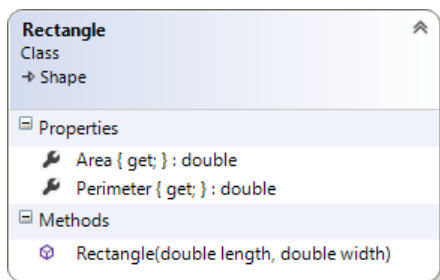 Rectangle
Class
Shape
Properties
Area { get; } : double
Perimeter { get; } : double
Methods
Rectangle(double length, double width)